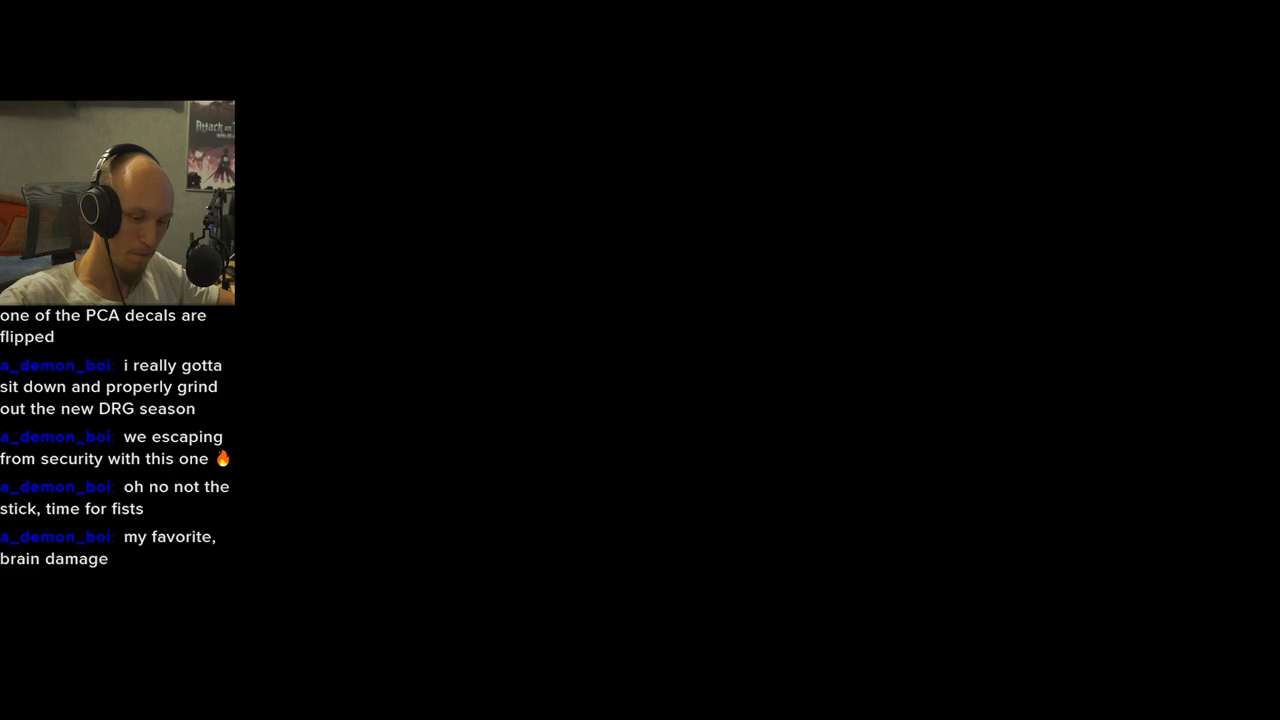 Attack on
one of the PCA decals are
flipped
a_demon_boi: i really gotta
sit down and properly grind
out the new DRG season
a_demon_boi: we escaping
from security with this one 🔥
a_demon_boi: oh no not the
stick, time for fists
a_demon_boi: my favorite,
brain damage